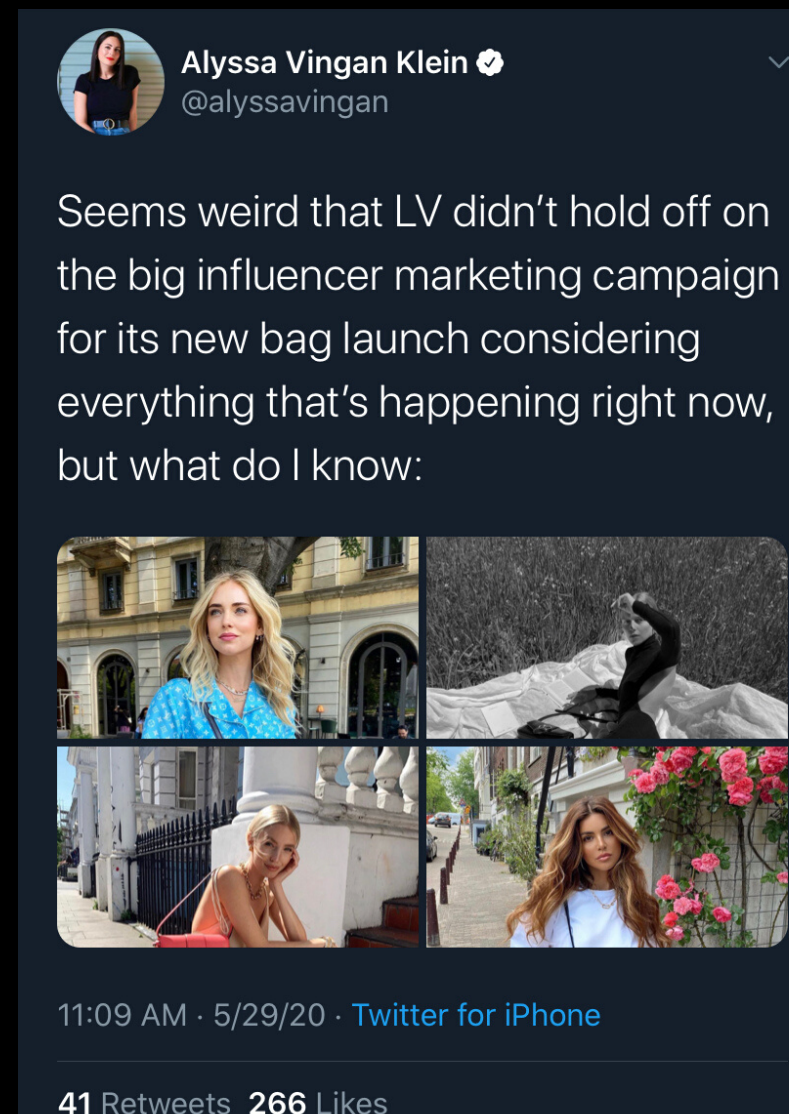 Alyssa Vingan Klein
@alyssavingan
Seems weird that LV didn’t hold off on
the big influencer marketing campaign
for its new bag launch considering
everything that’s happening right now,
but what do I know:
11:09 AM · 5/29/20 · Twitter for iPhone
41 Retweets 266 Likes